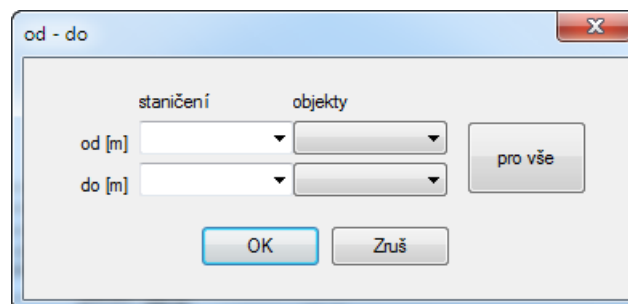 od - do
staničení objekty
od [m]
pro vše
do [m]
OK Zruš